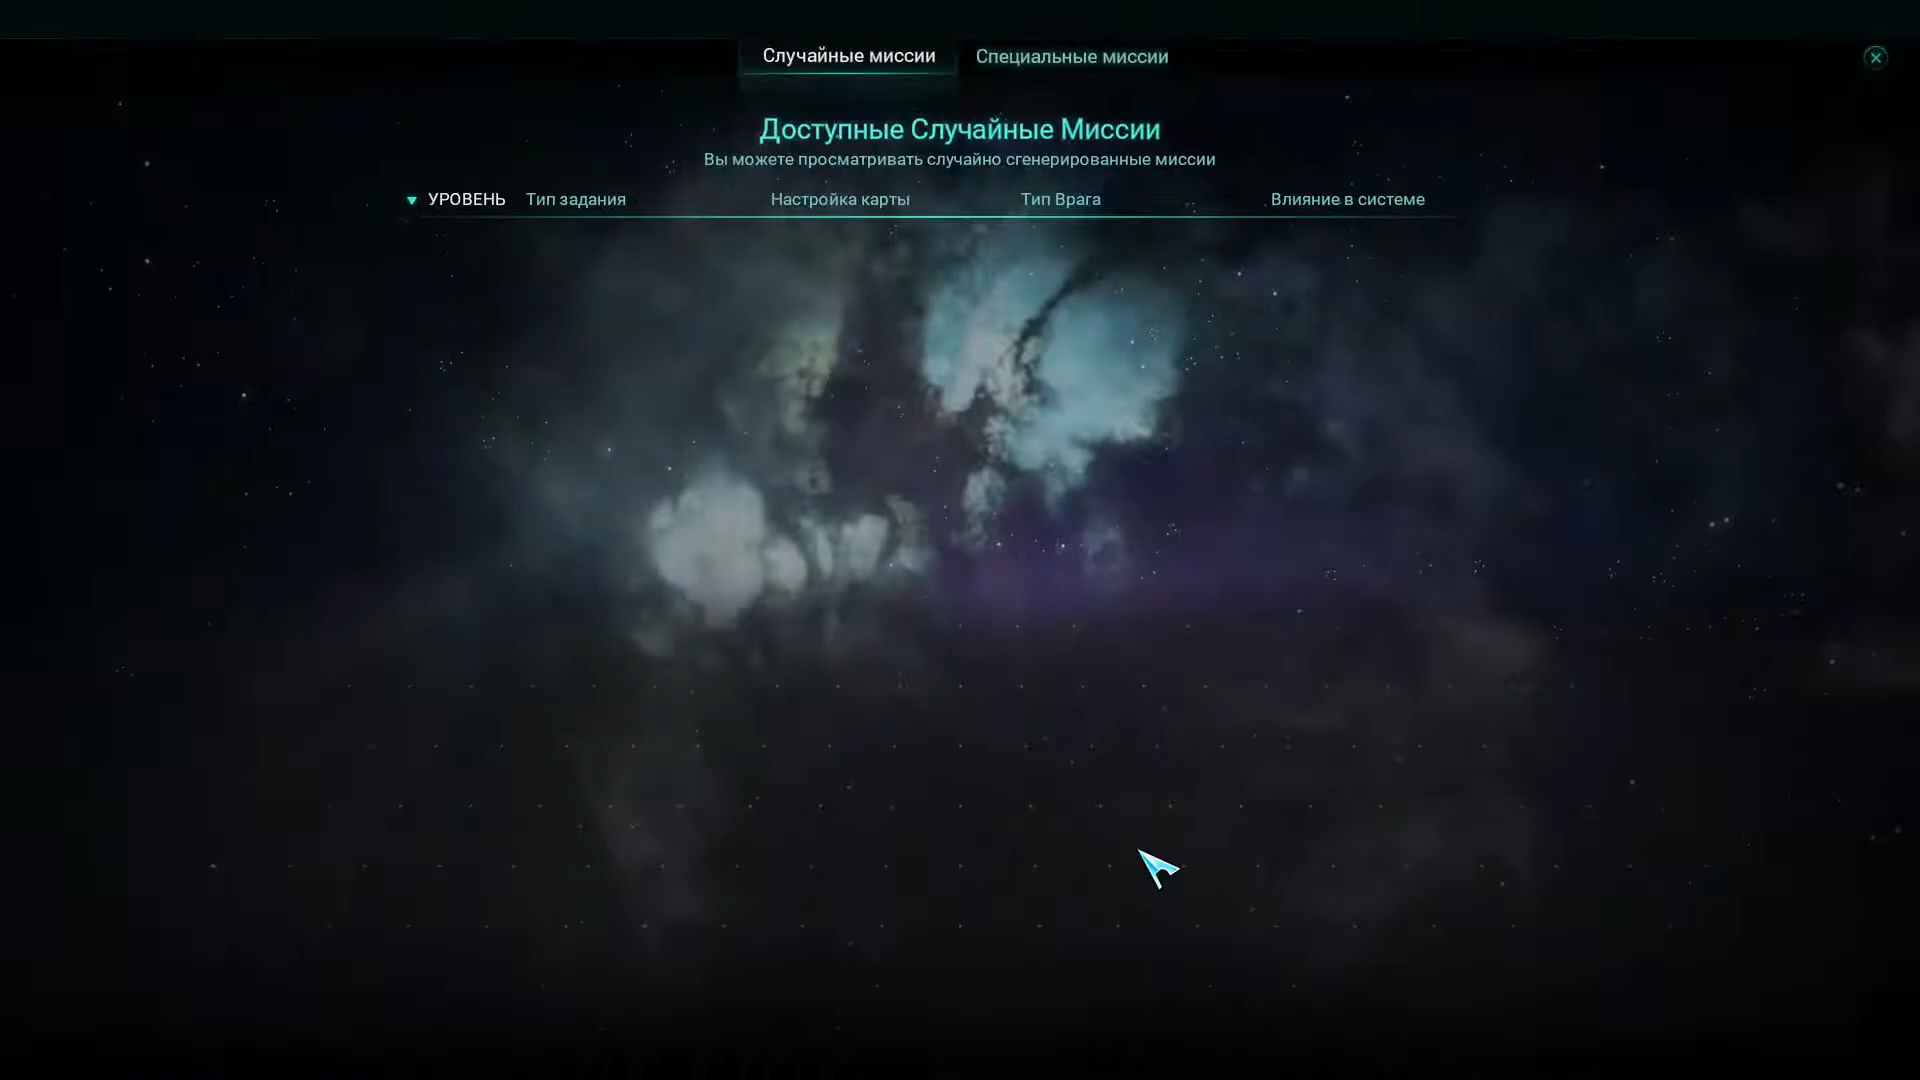 Случайные миссии Специальные миссии
Доступные Случайные Миссии
Вы можете просматривать случайно сгенерированные миссии
УРОВЕНЬ Тип задания Настройка карты Тип Врага Влияние в системе